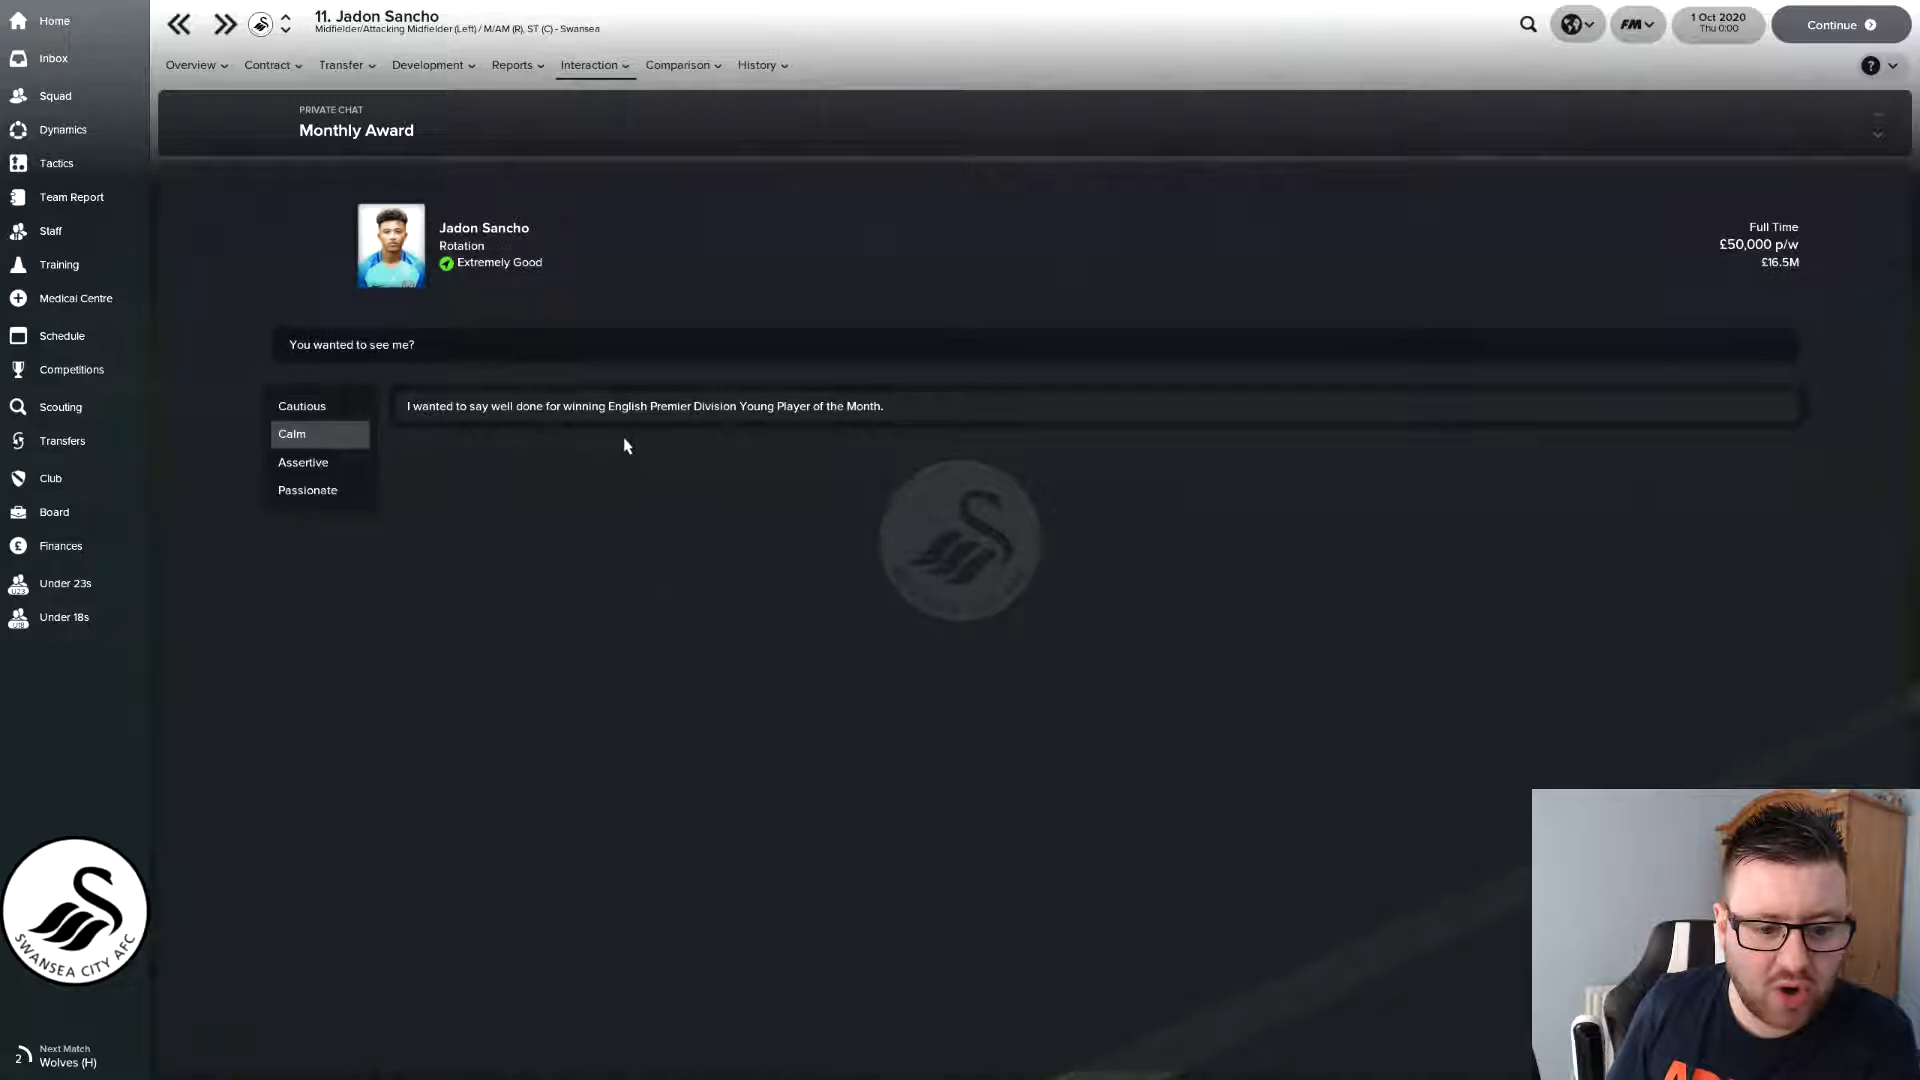 Home
Inbox
Squad
Dynamics
Tactics
Team Report
Staff
Training
Medical Centre
Schedule
Competitions
Scouting
Transfers
Club
Board
Finances
U23
Under 23s
U18
Under 18s
SWANSEA CITY AFC
2
Next Match
Wolves (H)
11. Jadon Sancho
Midfielder/Attacking Midfielder (Left) / M/AM (R), ST (C) - Swansea
FM
1 Oct 2020
Thu 0:00
Continue
Overview
Contract
Transfer
Development
Reports
Interaction
Comparison
History
?
PRIVATE CHAT
Monthly Award
Jadon Sancho
Rotation
Extremely Good
Full Time
£50,000 p/w
£16.5M
You wanted to see me?
Cautious
Calm
Assertive
Passionate
I wanted to say well done for winning English Premier Division Young Player of the Month.